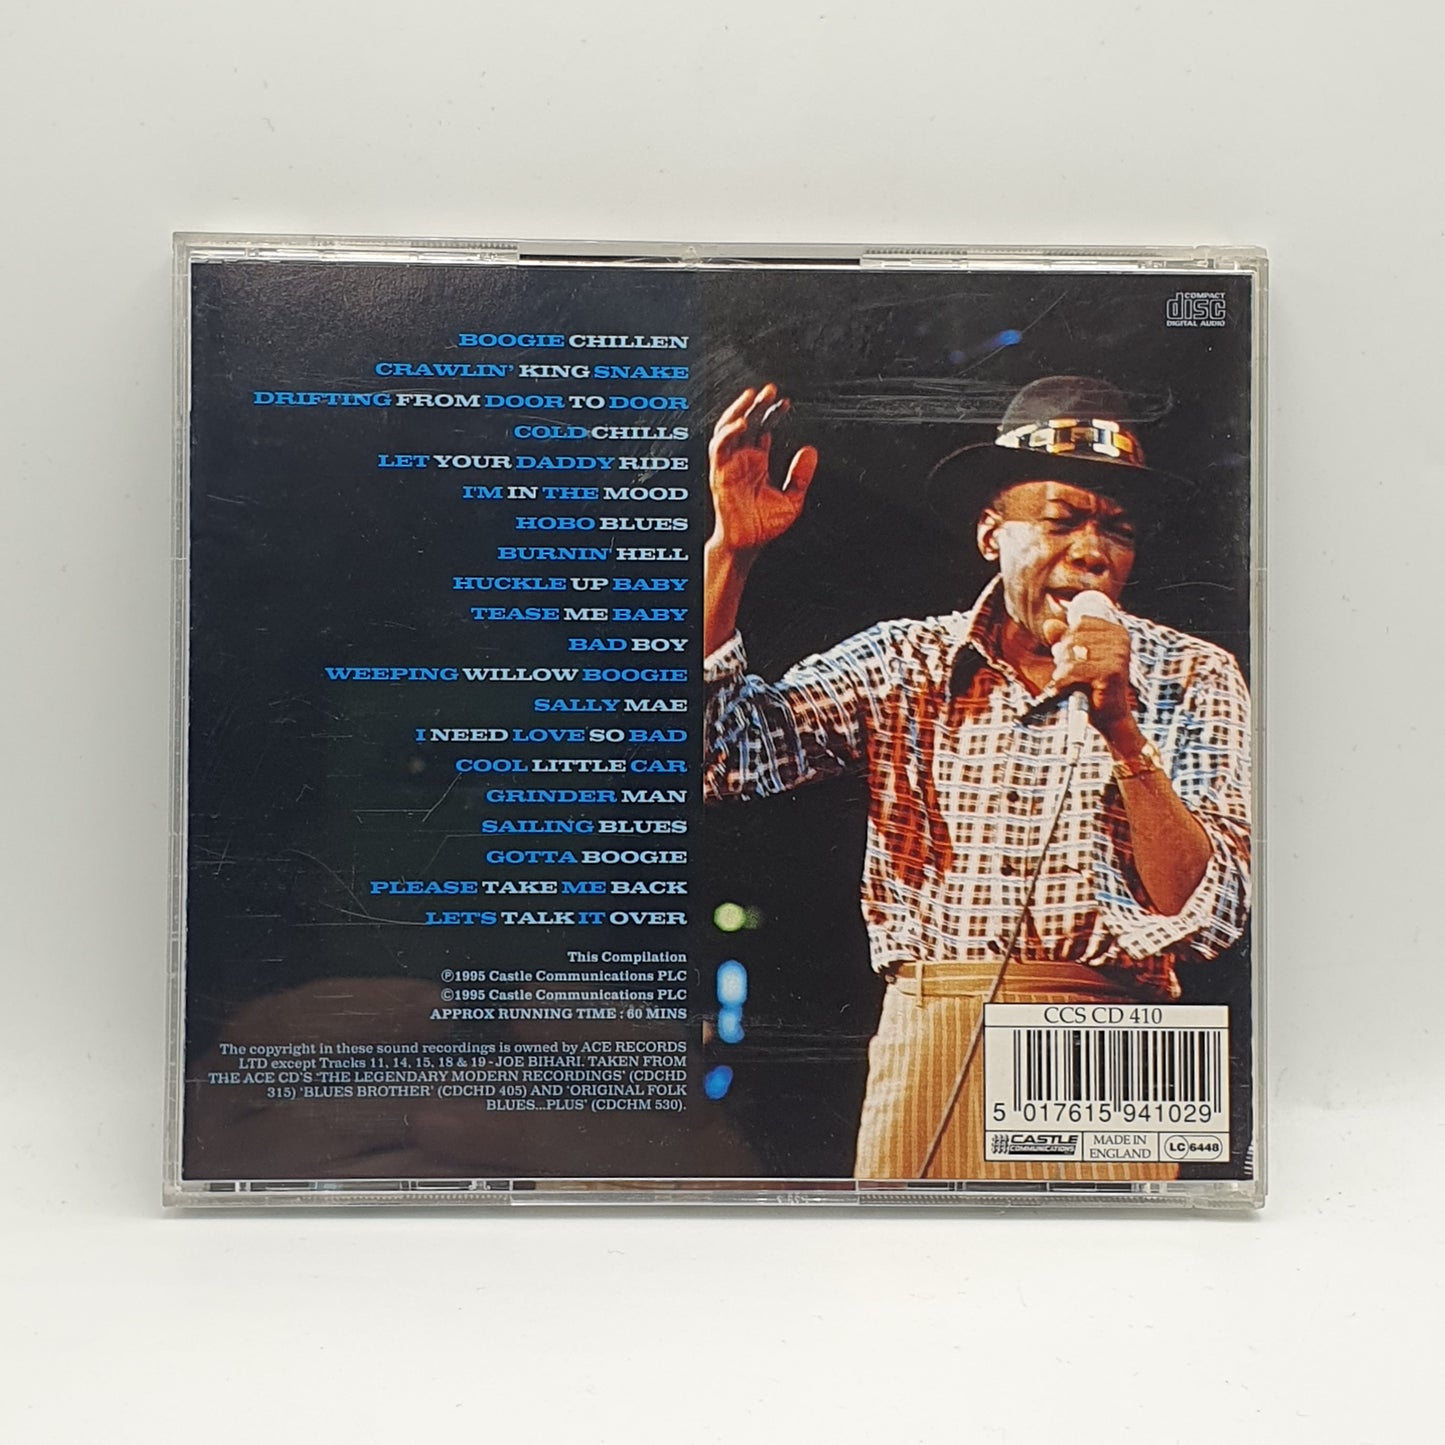 COMPACT
disc
DIGITAL AUDIO
BOOGIE CHILLEN
CRAWLIN' KING SNAKE
DRIFTING FROM DOOR TO DOOR
COLD CHILLS
LET YOUR DADDY RIDE
I'M IN THE MOOD
HOBO BLUES
BURNIN' HELL
HUCKLE UP BABY
TEASE ME BABY
BAD BOY
WEEPING WILLOW BOOGIE
SALLY MAE
I NEED LOVE SO BAD
COOL LITTLE CAR
GRINDER MAN
SAILING BLUES
GOTTA BOOGIE
PLEASE TAKE ME BACK
LET'S TALK IT OVER
This Compilation
℗1995 Castle Communications PLC
©1995 Castle Communications PLC
APPROX RUNNING TIME : 60 MINS
The copyright in these sound recordings is owned by ACE RECORDS
LTD except Tracks 11, 14, 15, 18 & 19 - JOE BIHARI. TAKEN FROM
THE ACE CD'S 'THE LEGENDARY MODERN RECORDINGS' (CDCHD
315) 'BLUES BROTHER' (CDCHD 405) AND 'ORIGINAL FOLK
BLUES...PLUS' (CDCHM 530).
CCS CD 410
5 017615 941029
CASTLE
COMMUNICATIONS
MADE IN
ENGLAND
LC 6448